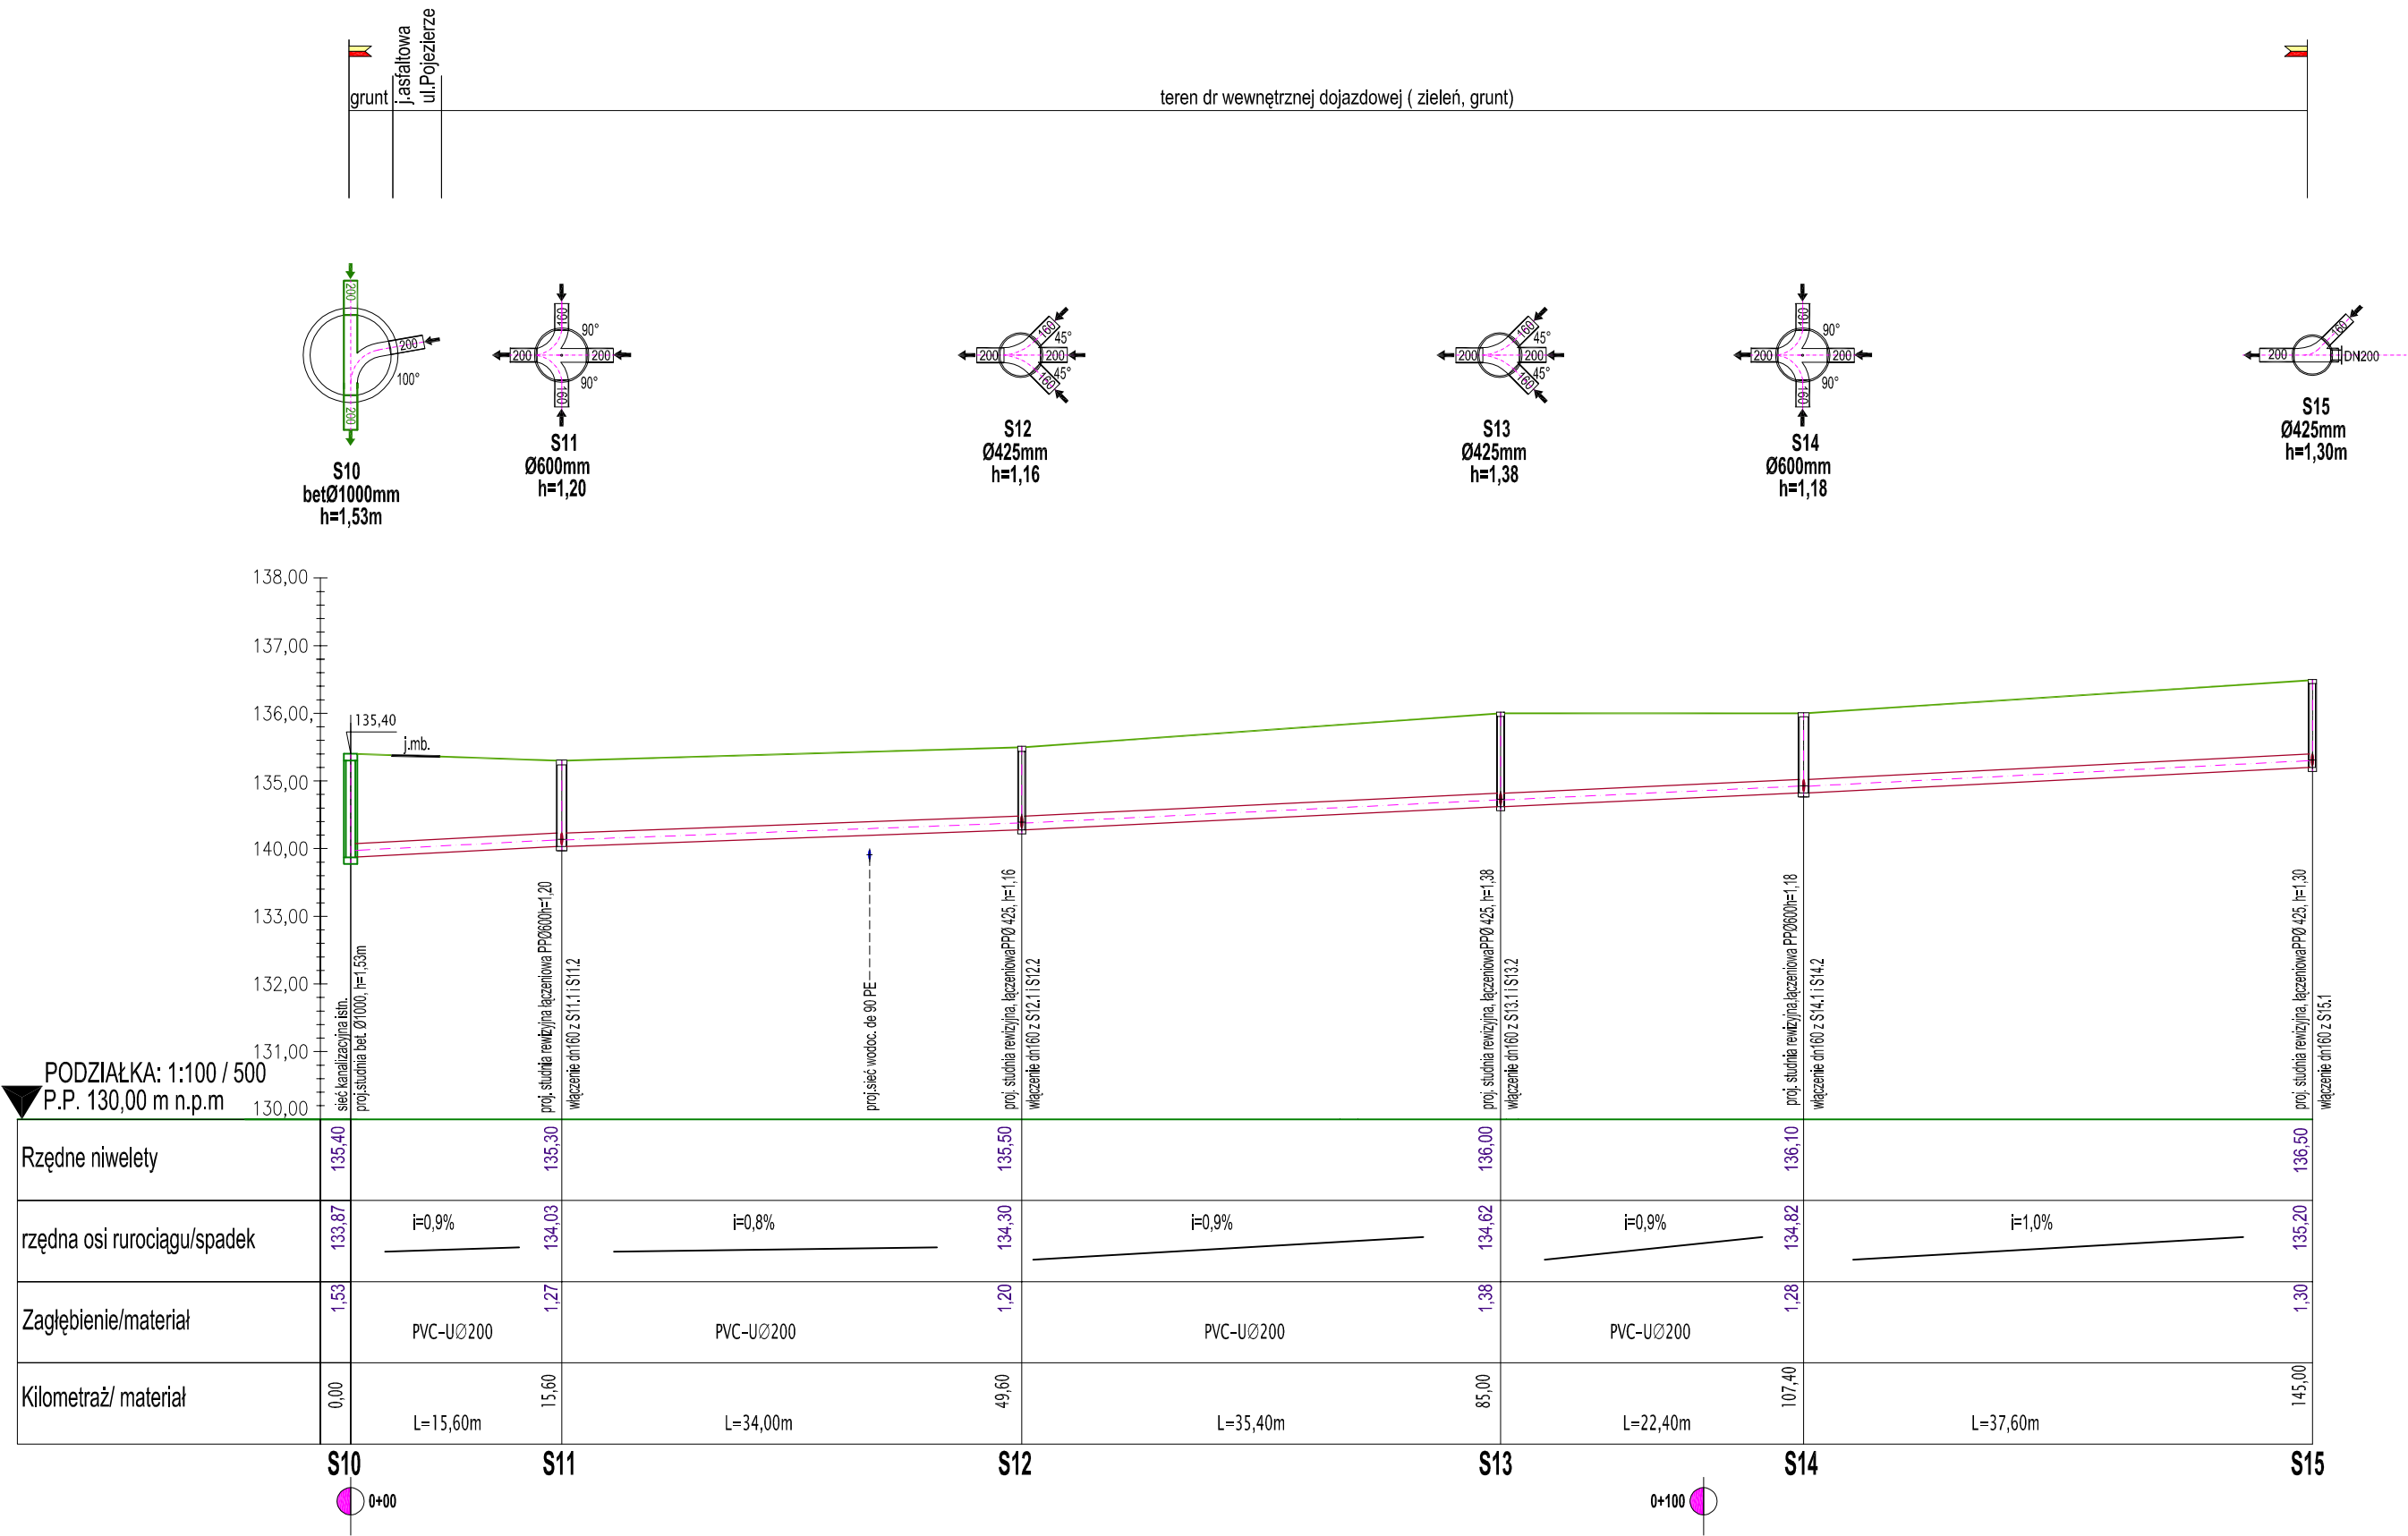 grunt
j.asfaltowa
ul.Pojezierze
teren dr wewnętrznej dojazdowej ( zieleń, grunt)
200
200
100°
200
S10
betØ1000mm
h=1,53m
160
90°
200
200
90°
160
S11
Ø600mm
h=1,20
160
45°
200
200
45°
160
S12
Ø425mm
h=1,16
160
45°
200
200
45°
160
S13
Ø425mm
h=1,38
160
90°
200
200
90°
160
S14
Ø600mm
h=1,18
160
200
DN200
S15
Ø425mm
h=1,30m
138,00
137,00
136,00
135,00
140,00
133,00
132,00
131,00
130,00
135,40
j.mb.
sieć kanalizacyjna istn.
proj.studnia bet. Ø1000, h=1,53m
proj. studnia rewizyjna łączeniowa PPØ600h=1,20
włączenie dn160 z S11.1 i S11.2
proj.sieć wodoc. de 90 PE
proj. studnia rewizyjna, łączeniowaPPØ 425, h=1,16
włączenie dn160 z S12.1 i S12.2
proj. studnia rewizyjna, łączeniowaPPØ 425, h=1,38
włączenie dn160 z S13.1 i S13.2
proj. studnia rewizyjna,łączeniowa PPØ600h=1,18
włączenie dn160 z S14.1 i S14.2
proj. studnia rewizyjna, łączeniowaPPØ 425, h=1,30
włączenie dn160 z S15.1
PODZIAŁKA: 1:100 / 500
P.P. 130,00 m n.p.m
Rzędne niwelety
135,40
135,30
135,50
136,00
136,10
136,50
rzędna osi rurociągu/spadek
133,87
i=0,9%
134,03
i=0,8%
134,30
i=0,9%
134,62
i=0,9%
134,82
i=1,0%
135,20
Zagłębienie/materiał
1,53
PVC-UØ200
1,27
PVC-UØ200
1,20
PVC-UØ200
1,38
PVC-UØ200
1,28
1,30
Kilometraż/ materiał
0,00
L=15,60m
15,60
L=34,00m
49,60
L=35,40m
85,00
L=22,40m
107,40
L=37,60m
145,00
S10
S11
S12
S13
S14
S15
0+00
0+100